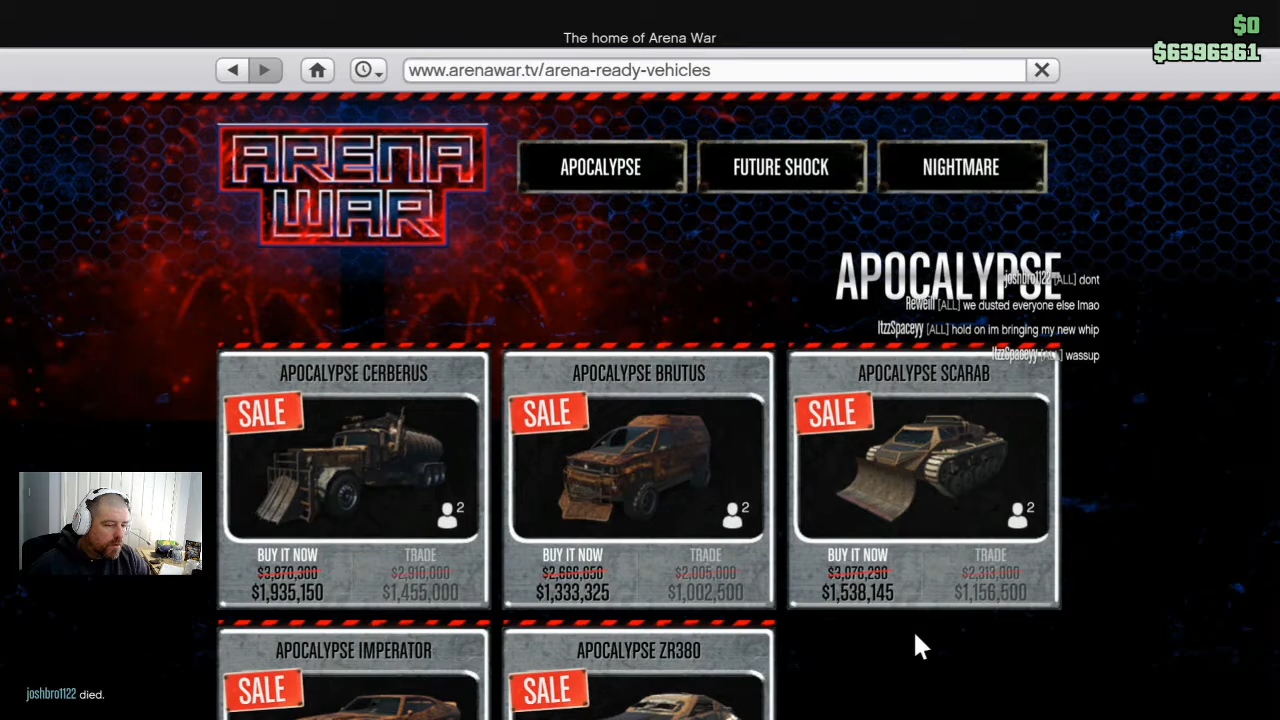 The home of Arena War
$0
$6396361
www.arenawar.tv/arena-ready-vehicles
ARENA WAR
APOCALYPSE
FUTURE SHOCK
NIGHTMARE
APOCALYPSE
joshbro1122 [ALL] dont
Reweill [ALL] we dusted everyone else lmao
ItzzSpaceyy [ALL] hold on im bringing my new whip
ItzzSpaceyy [ALL] wassup
APOCALYPSE CERBERUS
SALE
2
BUY IT NOW
$3,870,300
$1,935,150
TRADE
$2,910,000
$1,455,000
APOCALYPSE BRUTUS
SALE
2
BUY IT NOW
$2,666,650
$1,333,325
TRADE
$2,005,000
$1,002,500
APOCALYPSE SCARAB
SALE
2
BUY IT NOW
$3,076,290
$1,538,145
TRADE
$2,313,000
$1,156,500
APOCALYPSE IMPERATOR
SALE
APOCALYPSE ZR380
SALE
joshbro1122 died.